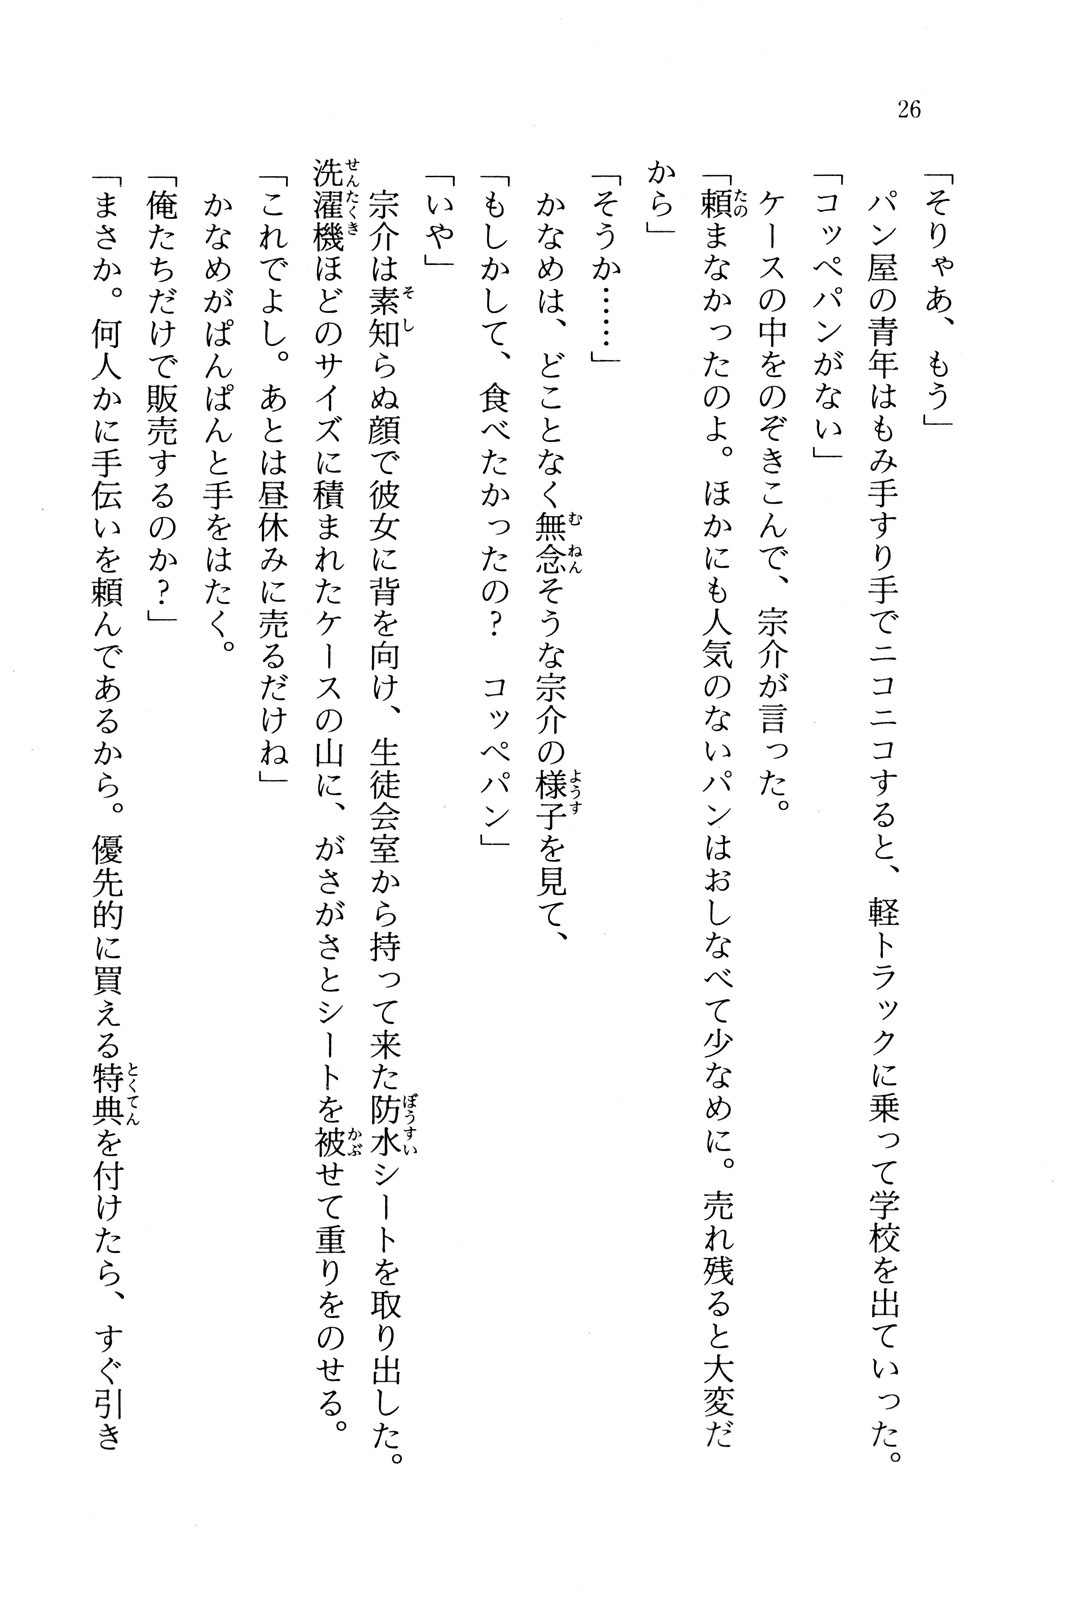 26
「そりゃあ、もう」
パン屋の青年はもみ手すり手でニコニコすると、軽トラックに乗って学校を出ていった。
「コッペパンがない」
ケースの中をのぞきこんで、宗介が言った。
「頼まなかったのよ。ほかにも人気のないパンはおしなべて少なめに。売れ残ると大変だ
から」
「そうか……」
かなめは、どことなく無念そうな宗介の様子を見て、
「もしかして、食べたかったの？　コッペパン」
「いや」
宗介は素知らぬ顔で彼女に背を向け、生徒会室から持って来た防水シートを取り出した。
洗濯機ほどのサイズに積まれたケースの山に、がさがさとシートを被せて重りをのせる。
「これでよし。あとは昼休みに売るだけね」
かなめがぱんぱんと手をはたく。
「俺たちだけで販売するのか？」
「まさか。何人かに手伝いを頼んであるから。優先的に買える特典を付けたら、すぐ引き